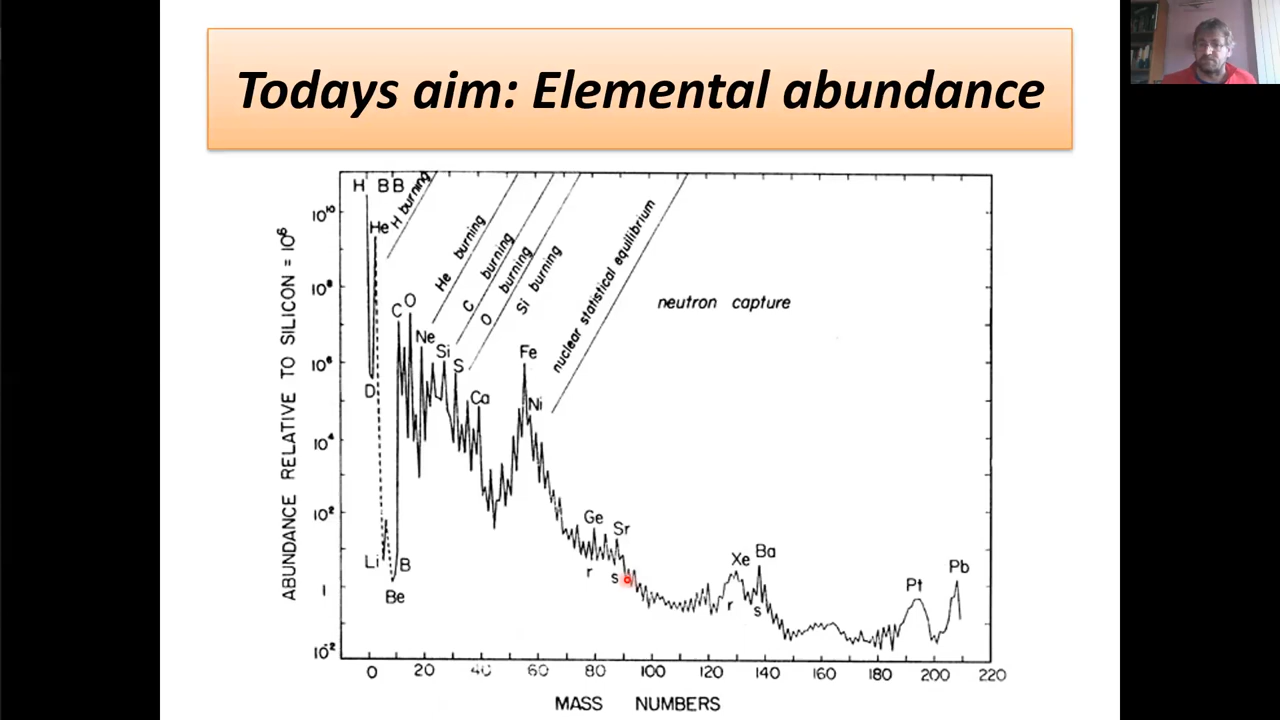 Todays aim: Elemental abundance
H
BB
H burning
He
He burning
C burning
O burning
Si burning
nuclear statistical equilibrium
neutron capture
10¹⁰
10⁸
10⁶
10⁴
10²
1
10⁻²
ABUNDANCE RELATIVE TO SILICON = 10⁶
D
Li
Be
B
C
O
Ne
Si
S
Ca
Fe
Ni
Ge
Sr
r
s
Xe
Ba
r
s
Pt
Pb
0 20 40 60 80 100 120 140 160 180 200 220
MASS NUMBERS